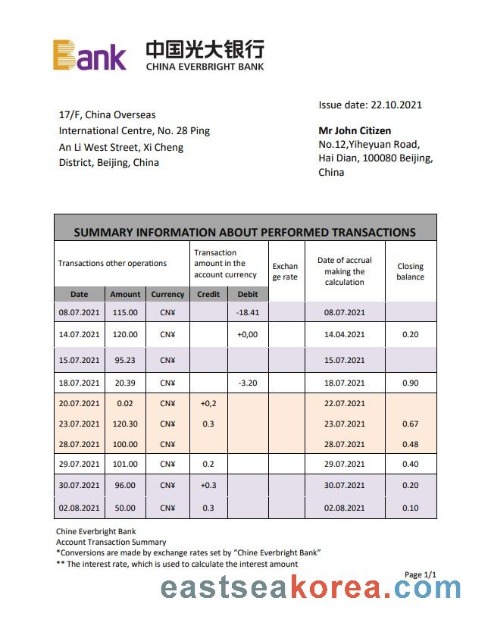 Bank 中国光大银行
CHINA EVERBRIGHT BANK
17/F, China Overseas
International Centre, No. 28 Ping
An Li West Street, Xi Cheng
District, Beijing, China
Issue date: 22.10.2021
Mr John Citizen
No.12,Yiheyuan Road,
Hai Dian, 100080 Beijing,
China
SUMMARY INFORMATION ABOUT PERFORMED TRANSACTIONS
Transactions other operations
Transaction
amount in the
account currency
Exchan
ge rate
Date of accrual
making the
calculation
Closing
balance
Date Amount Currency Credit Debit
08.07.2021 115.00 CN¥ -18.41 08.07.2021
14.07.2021 120.00 CN¥ +0,00 14.04.2021 0.20
15.07.2021 95.23 CN¥ 15.07.2021
18.07.2021 20.39 CN¥ -3.20 18.07.2021 0.90
20.07.2021 0.02 CN¥ +0,2 22.07.2021
23.07.2021 120.30 CN¥ 0.3 23.07.2021 0.67
28.07.2021 100.00 CN¥ 28.07.2021 0.48
29.07.2021 101.00 CN¥ 0.2 29.07.2021 0.40
30.07.2021 96.00 CN¥ +0.3 30.07.2021 0.20
02.08.2021 50.00 CN¥ 0.3 02.08.2021 0.10
Chine Everbright Bank
Account Transaction Summary
*Conversions are made by exchange rates set by “Chine Everbright Bank”
** The interest rate, which is used to calculate the interest amount
Page 1/1
eastseakorea.com